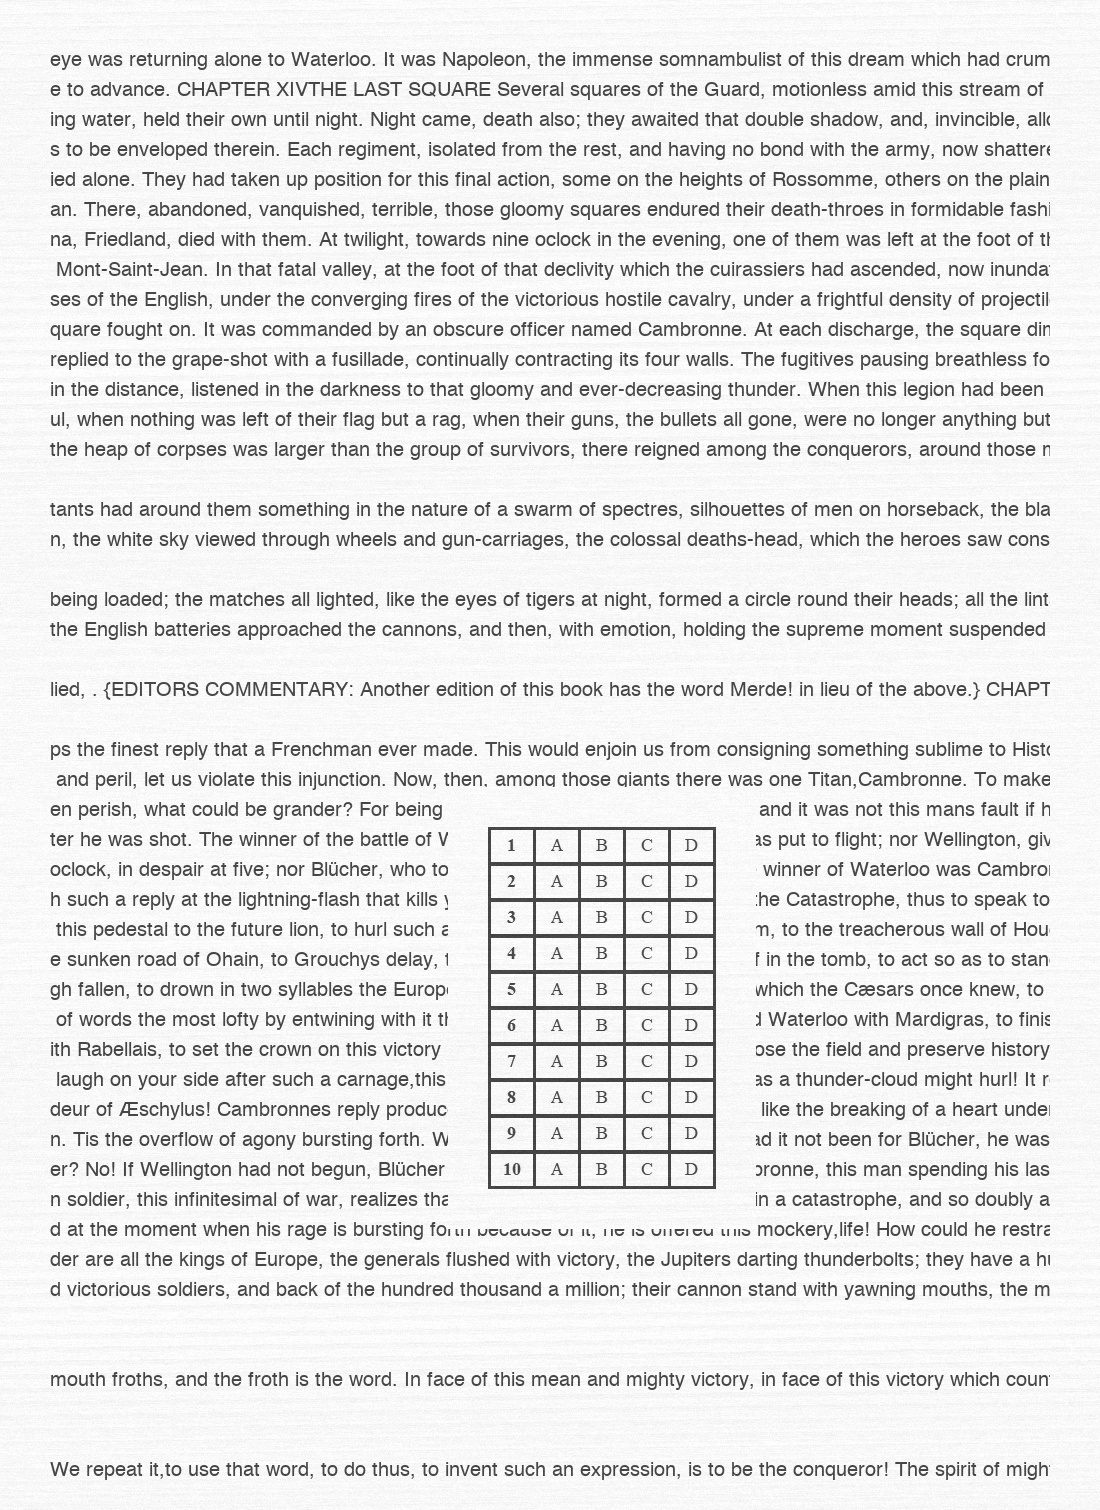 eye was returning alone to Waterloo. It was Napoleon, the immense somnambulist of this dream which had crum
e to advance. CHAPTER XIVTHE LAST SQUARE Several squares of the Guard, motionless amid this stream of
ing water, held their own until night. Night came, death also; they awaited that double shadow, and, invincible,
s to be enveloped therein. Each regiment, isolated from the rest, and having no bond with the army, now
ied alone. They had taken up position for this final action, some on the heights of Rossomme, others on the plain
an. There, abandoned, vanquished, terrible, those gloomy squares endured their death-throes in formidable
na, Friedland, died with them. At twilight, towards nine oclock in the evening, one of them was left at the foot of
Mont-Saint-Jean. In that fatal valley, at the foot of that declivity which the cuirassiers had ascended, now
ses of the English, under the converging fires of the victorious hostile cavalry, under a frightful density of
quare fought on. It was commanded by an obscure officer named Cambronne. At each discharge, the square
replied to the grape-shot with a fusillade, continually contracting its four walls. The fugitives pausing breathless fo
in the distance, listened in the darkness to that gloomy and ever-decreasing thunder. When this legion had been
ul, when nothing was left of their flag but a rag, when their guns, the bullets all gone, were no longer anything but
the heap of corpses was larger than the group of survivors, there reigned among the conquerors, around those
tants had around them something in the nature of a swarm of spectres, silhouettes of men on horseback, the bla
n, the white sky viewed through wheels and gun-carriages, the colossal deaths-head, which the heroes saw cons
being loaded; the matches all lighted, like the eyes of tigers at night, formed a circle round their heads; all the lint
the English batteries approached the cannons, and then, with emotion, holding the supreme moment suspended
lied, . {EDITORS COMMENTARY: Another edition of this book has the word Merde! in lieu of the above.} CHAPT
ps the finest reply that a Frenchman ever made. This would enjoin us from consigning something sublime to
and peril, let us violate this injunction. Now, then, among those giants there was one Titan,Cambronne. To make
en perish, what could be grander? For being and it was not this mans fault if h
ter he was shot. The winner of the battle of as put to flight; nor Wellington,
oclock, in despair at five; nor Blücher, who to winner of Waterloo was
h such a reply at the lightning-flash that kills the Catastrophe, thus to speak to
this pedestal to the future lion, to hurl such m, to the treacherous wall of
e sunken road of Ohain, to Grouchys delay, in the tomb, to act so as to
gh fallen, to drown in two syllables the which the Cæsars once knew, to
of words the most lofty by entwining with it Waterloo with Mardigras, to
ith Rabellais, to set the crown on this victory ose the field and preserve history
laugh on your side after such a carnage,this as a thunder-cloud might hurl! It
deur of Æschylus! Cambronnes reply produc like the breaking of a heart
n. Tis the overflow of agony bursting forth. ad it not been for Blücher, he was
er? No! If Wellington had not begun, Blücher bronne, this man spending his las
n soldier, this infinitesimal of war, realizes in a catastrophe, and so doubly a
d at the moment when his rage is bursting forth because of it, he is offered this mockery,life! How could he restra
der are all the kings of Europe, the generals flushed with victory, the Jupiters darting thunderbolts; they have a
d victorious soldiers, and back of the hundred thousand a million; their cannon stand with yawning mouths, the m
mouth froths, and the froth is the word. In face of this mean and mighty victory, in face of this victory which
We repeat it,to use that word, to do thus, to invent such an expression, is to be the conqueror! The spirit of
1 A B C D
2 A B C D
3 A B C D
4 A B C D
5 A B C D
6 A B C D
7 A B C D
8 A B C D
9 A B C D
10 A B C D